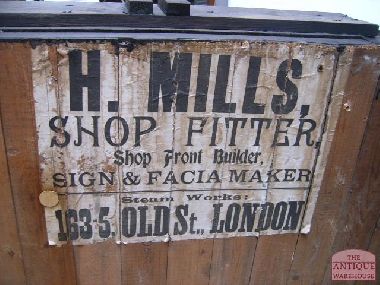 H. MILLS,
SHOP FITTER,
Shop Front Builder,
SIGN & FACIA MAKER
Steam Works:
163-5, OLD St., LONDON
THE
ANTIQUE
WAREHOUSE